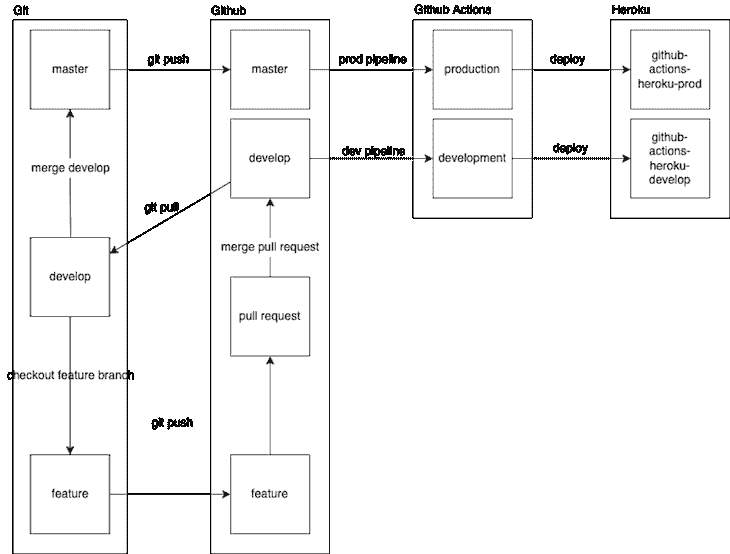 Git
Github
Github Actions
Heroku
master
git push
master
prod pipeline
production
deploy
github-
actions-
heroku-prod
merge develop
develop
dev pipeline
development
deploy
github-
actions-
heroku-
develop
git pull
develop
merge pull request
pull request
checkout feature branch
git push
feature
feature